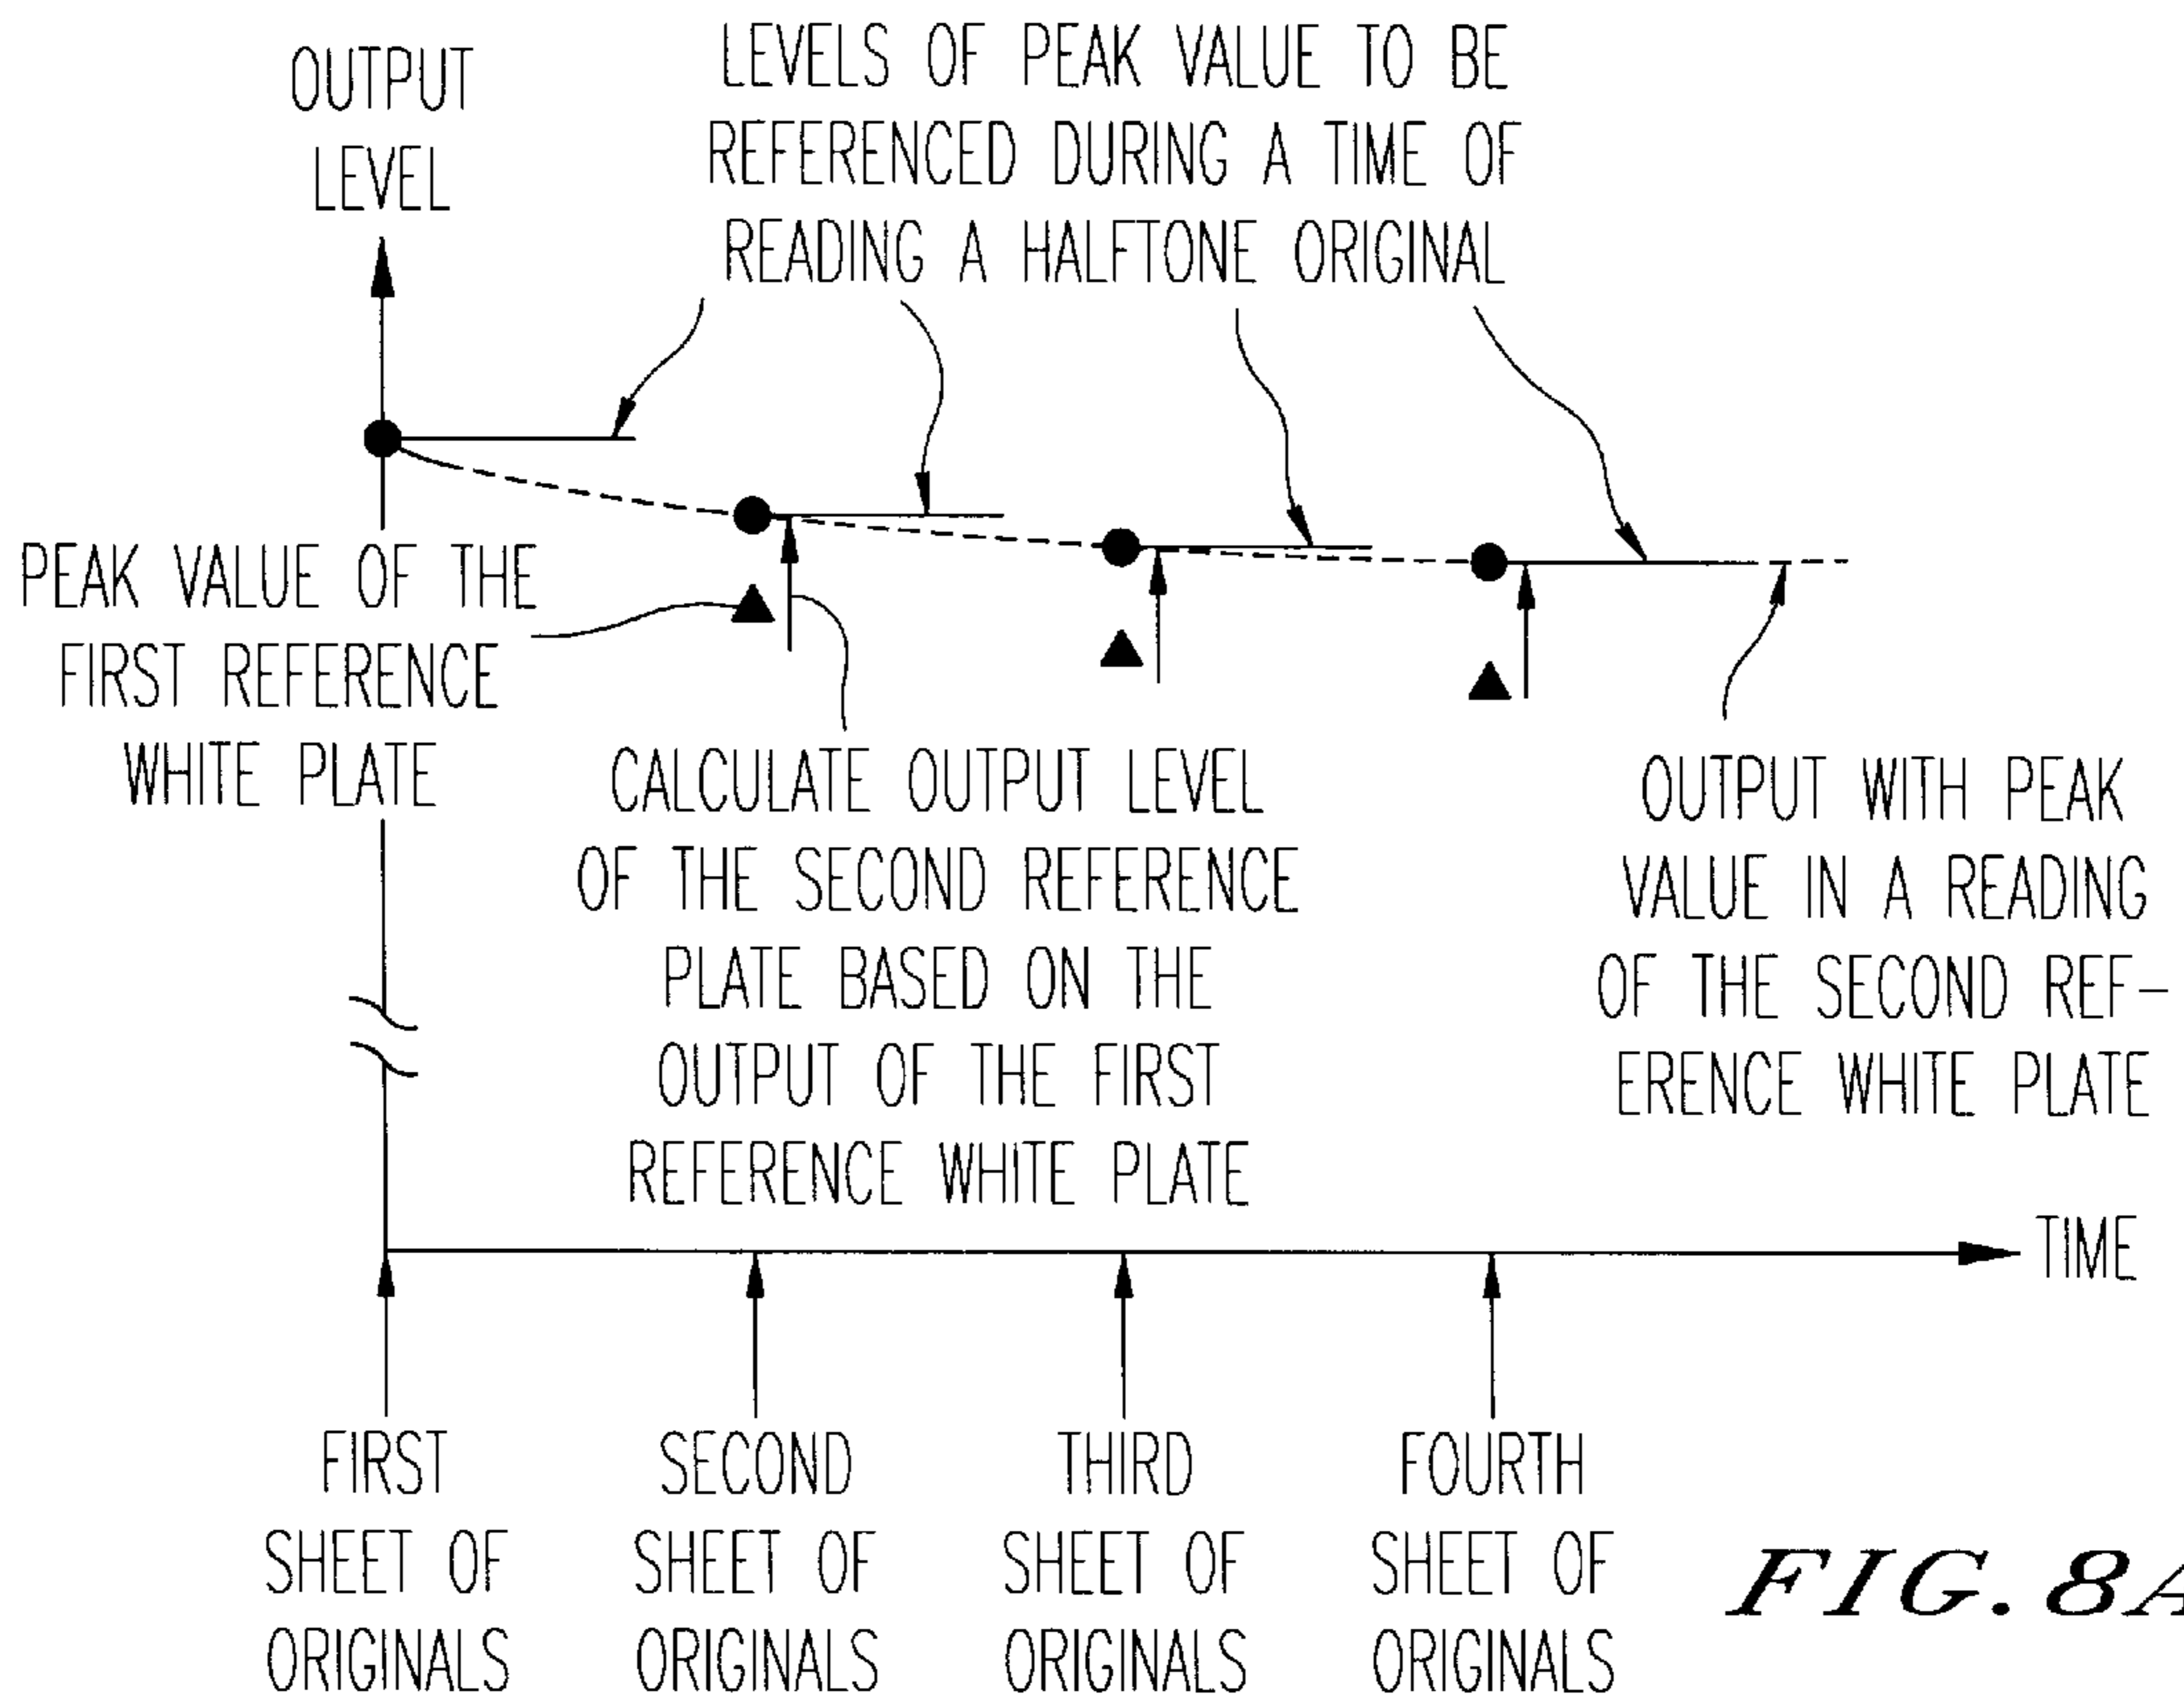 OUTPUT
LEVEL
LEVELS OF PEAK VALUE TO BE
REFERENCED DURING A TIME OF
READING A HALFTONE ORIGINAL
PEAK VALUE OF THE
FIRST REFERENCE
WHITE PLATE
CALCULATE OUTPUT LEVEL
OF THE SECOND REFERENCE
PLATE BASED ON THE
OUTPUT OF THE FIRST
REFERENCE WHITE PLATE
OUTPUT WITH PEAK
VALUE IN A READING
OF THE SECOND REF-
ERENCE WHITE PLATE
TIME
FIRST
SHEET OF
ORIGINALS
SECOND
SHEET OF
ORIGINALS
THIRD
SHEET OF
ORIGINALS
FOURTH
SHEET OF
ORIGINALS
FIG. 8A